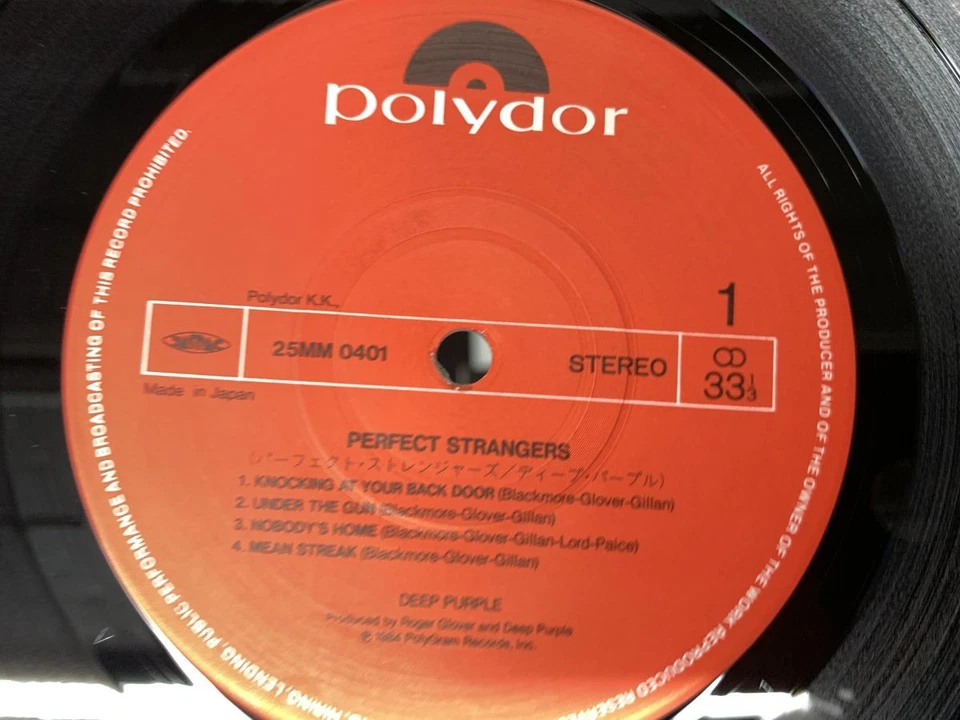 polydor
ALL RIGHTS OF THE PRODUCER AND OF THE OWNER OF THE WORK REPRODUCED RESERVED
HIRING, LENDING, PUBLIC PERFORMANCE AND BROADCASTING OF THIS RECORD PROHIBITED.
1
Polydor K.K.,
25MM 0401
STEREO
33 1/3
Made in Japan
PERFECT STRANGERS
(パーフェクト・ストレンジャーズ/ディープ・パープル)
1. KNOCKING AT YOUR BACK DOOR (Blackmore-Glover-Gillan)
2. UNDER THE GUN (Blackmore-Glover-Gillan)
3. NOBODY'S HOME (Blackmore-Glover-Gillan-Lord-Paice)
4. MEAN STREAK (Blackmore-Glover-Gillan)
DEEP PURPLE
Produced by Roger Glover and Deep Purple
Ⓟ 1984 PolyGram Records, Inc.